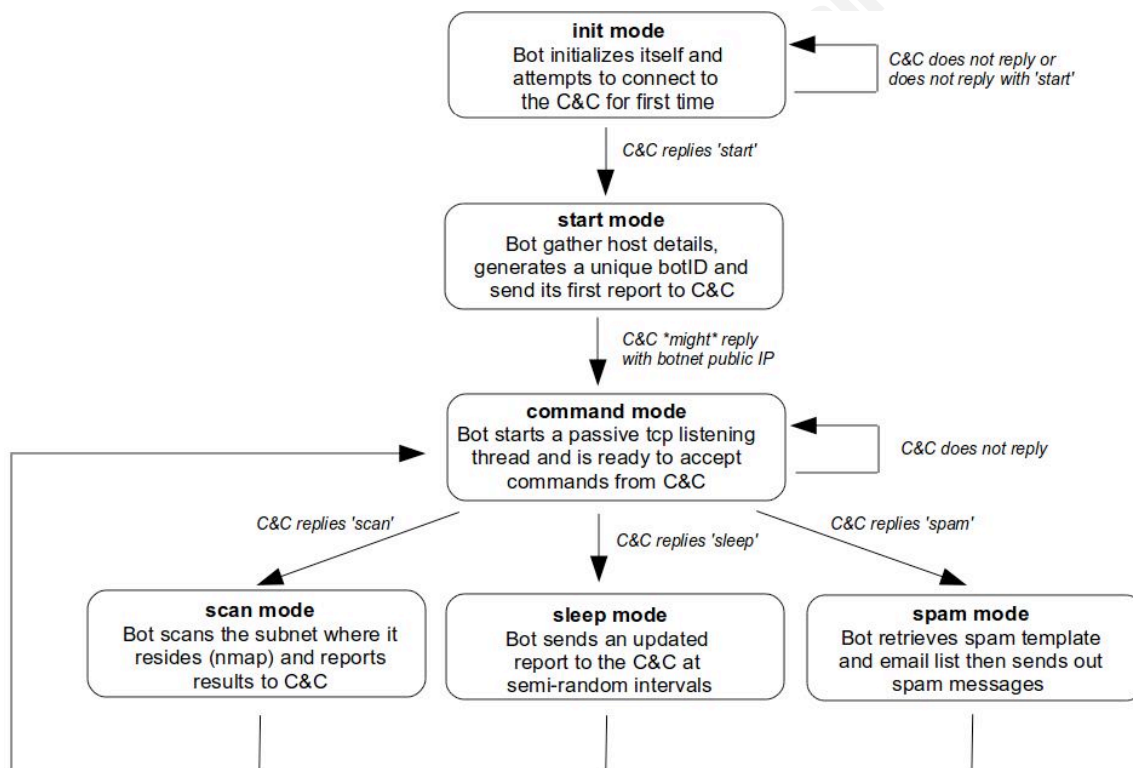 init mode
Bot initializes itself and
attempts to connect to
the C&C for first time
C&C does not reply or
does not reply with 'start'
C&C replies 'start'
start mode
Bot gather host details,
generates a unique botID and
send its first report to C&C
C&C *might* reply
with botnet public IP
command mode
Bot starts a passive tcp listening
thread and is ready to accept
commands from C&C
C&C does not reply
C&C replies 'scan'
C&C replies 'sleep'
C&C replies 'spam'
scan mode
Bot scans the subnet where it
resides (nmap) and reports
results to C&C
sleep mode
Bot sends an updated
report to the C&C at
semi-random intervals
spam mode
Bot retrieves spam template
and email list then sends out
spam messages